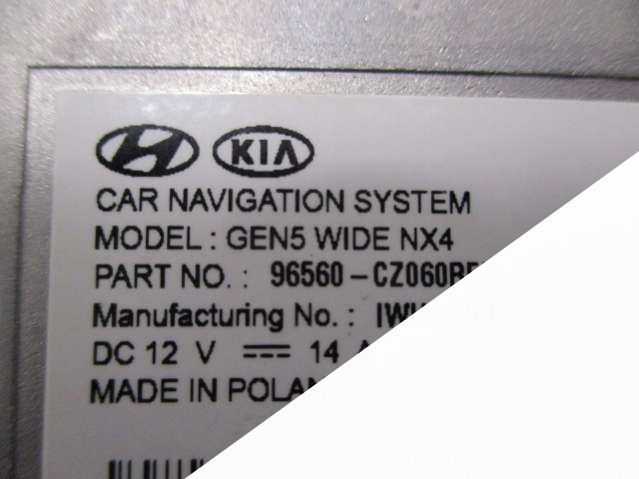 KIA
CAR NAVIGATION SYSTEM
MODEL : GEN5 WIDE NX4
PART NO. : 96560-CZ060
Manufacturing No. :
DC 12 V ⎓ 14
MADE IN